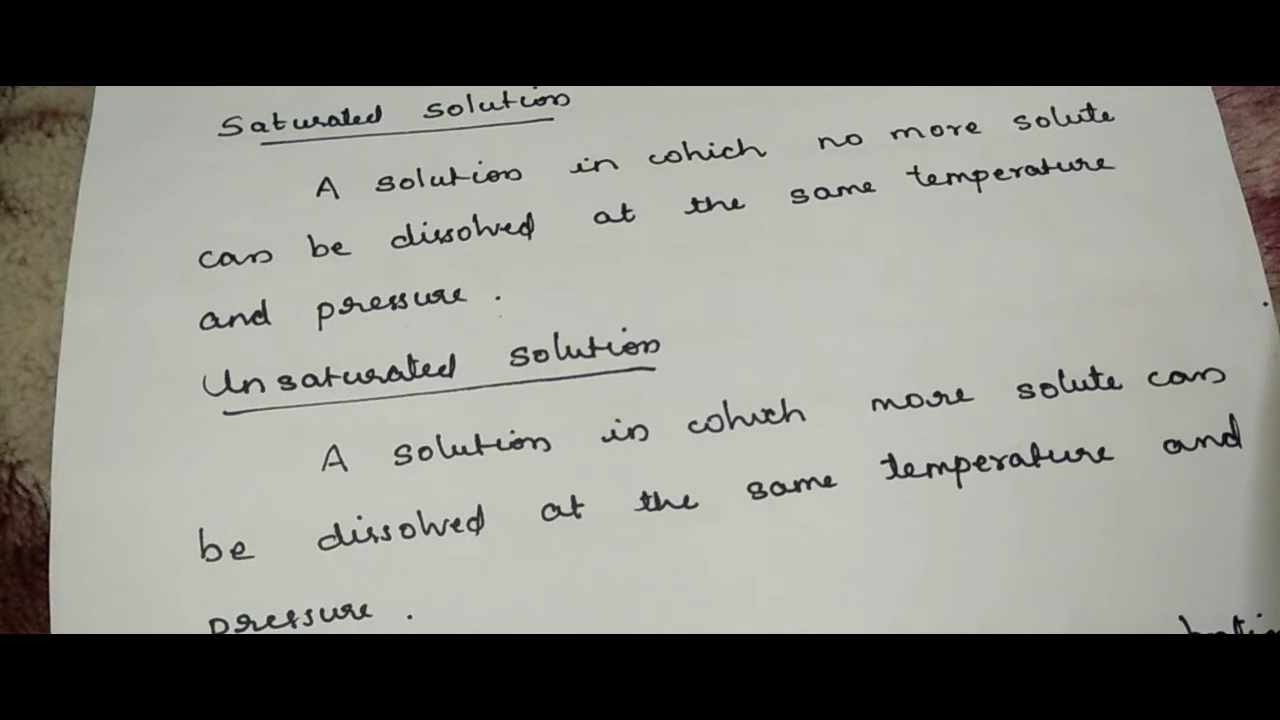 Saturated solution
A solution in which no more solute
can be dissolved at the same temperature
and pressure.
Unsaturated solution
A solution in which more solute can
be dissolved at the same temperature and
pressure.